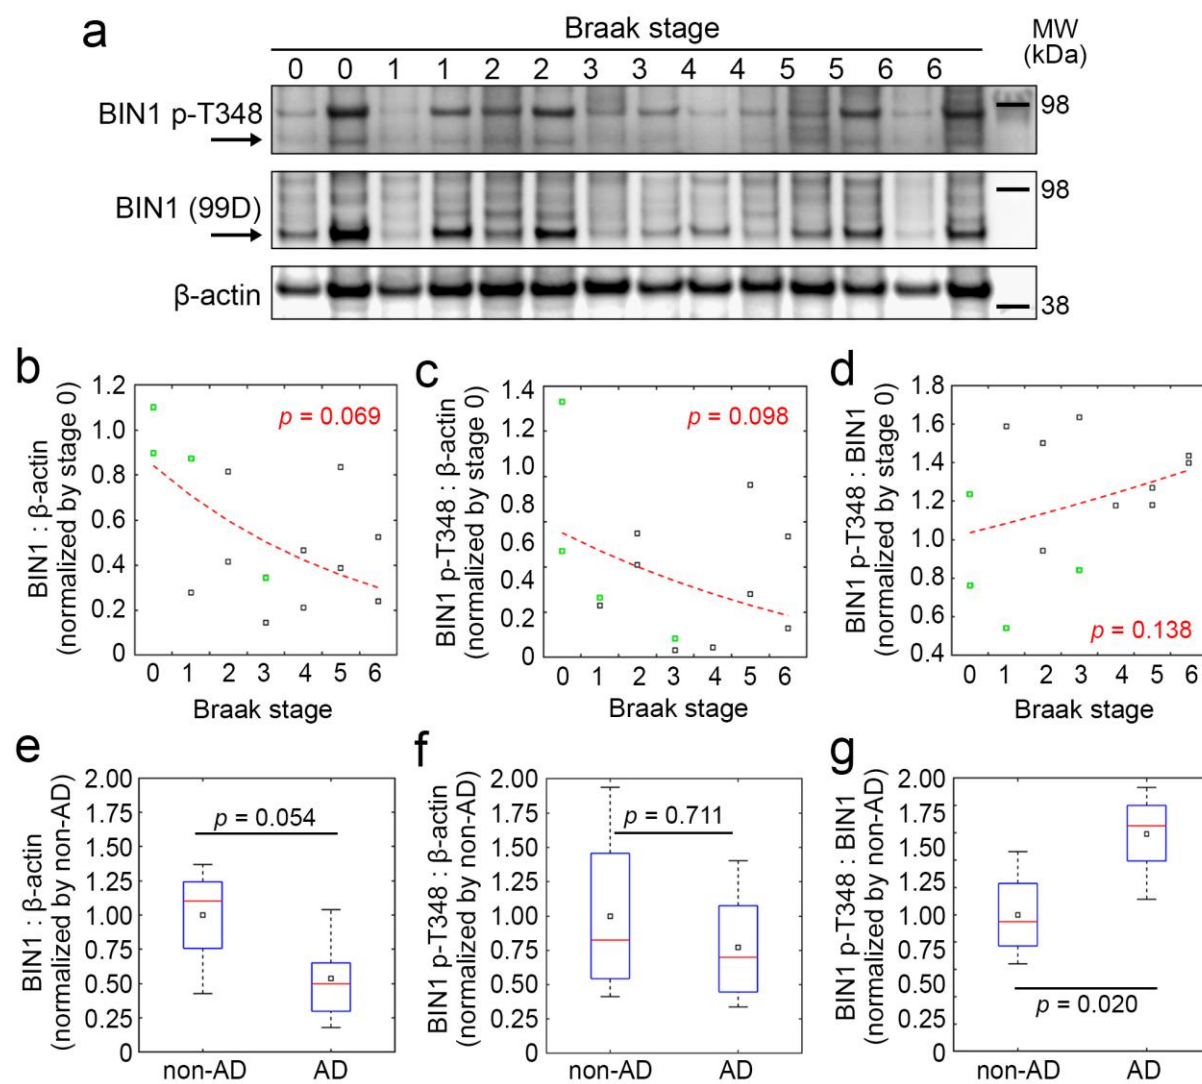 a
Braak stage
MW
(kDa)
0 0 1 1 2 2 3 3 4 4 5 5 6 6
BIN1 p-T348
98
BIN1 (99D)
98
β-actin
38
b
BIN1 : β-actin
(normalized by stage 0)
1.2
1.0
0.8
0.6
0.4
0.2
0
p = 0.069
0 1 2 3 4 5 6
Braak stage
c
BIN1 p-T348 : β-actin
(normalized by stage 0)
1.4
1.2
1.0
0.8
0.6
0.4
0.2
0
p = 0.098
0 1 2 3 4 5 6
Braak stage
d
BIN1 p-T348 : BIN1
(normalized by stage 0)
1.8
1.6
1.4
1.2
1.0
0.8
0.6
0.4
p = 0.138
0 1 2 3 4 5 6
Braak stage
e
BIN1 : β-actin
(normalized by non-AD)
2.00
1.75
1.50
1.25
1.00
0.75
0.50
0.25
0
p = 0.054
non-AD AD
f
BIN1 p-T348 : β-actin
(normalized by non-AD)
2.00
1.75
1.50
1.25
1.00
0.75
0.50
0.25
0
p = 0.711
non-AD AD
g
BIN1 p-T348 : BIN1
(normalized by non-AD)
2.00
1.75
1.50
1.25
1.00
0.75
0.50
0.25
0
p = 0.020
non-AD AD